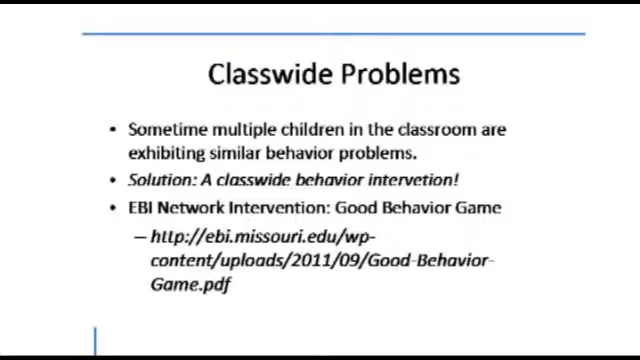 Classwide Problems
• Sometime multiple children in the classroom are
exhibiting similar behavior problems.
• Solution: A classwide behavior intervetion!
• EBI Network Intervention: Good Behavior Game
– http://ebi.missouri.edu/wp-
content/uploads/2011/09/Good-Behavior-
Game.pdf